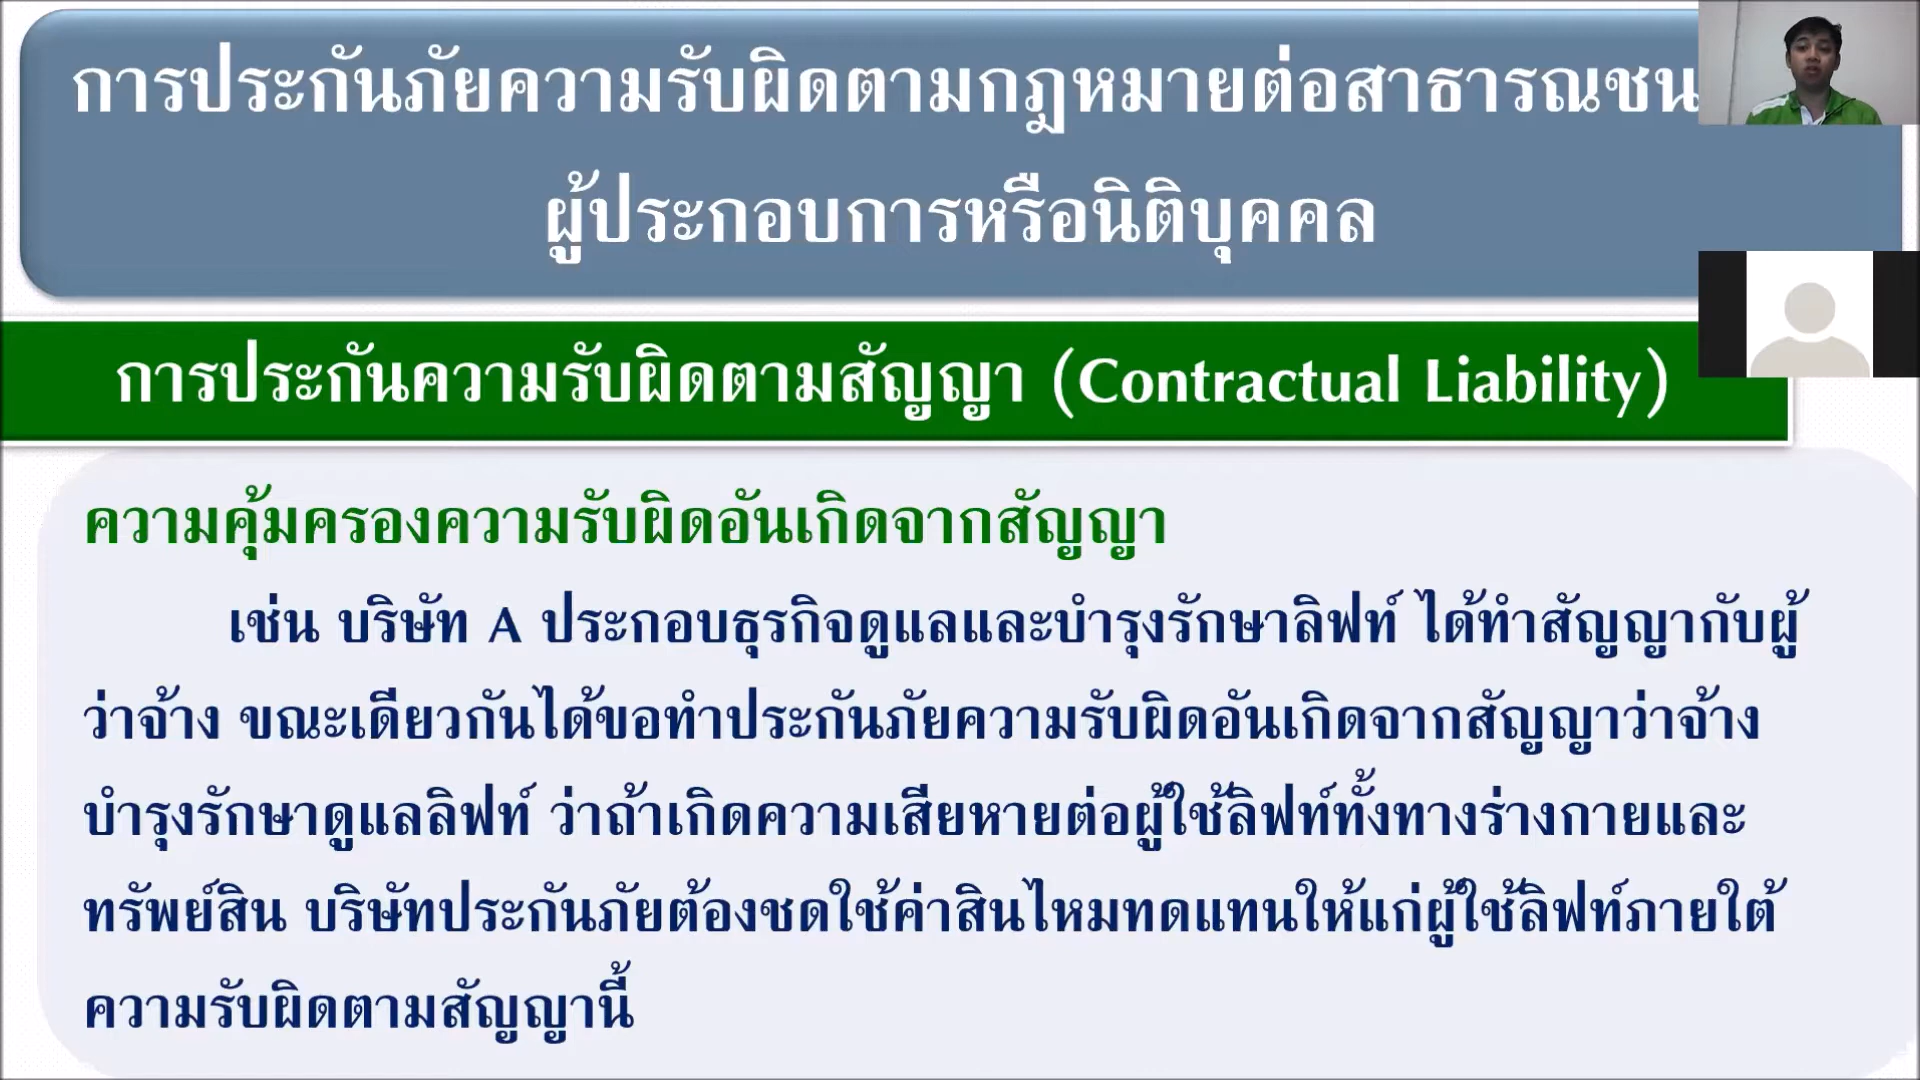 การประกันภัยความรับผิดตามกฎหมายต่อสาธารณชน
ผู้ประกอบการหรือนิติบุคคล
การประกันความรับผิดตามสัญญา (Contractual Liability)
ความคุ้มครองความรับผิดอันเกิดจากสัญญา
เช่น บริษัท A ประกอบธุรกิจดูแลและบำรุงรักษาลิฟท์ ได้ทำสัญญากับผู้
ว่าจ้าง ขณะเดียวกันได้ขอทำประกันภัยความรับผิดอันเกิดจากสัญญาว่าจ้าง
บำรุงรักษาดูแลลิฟท์ ว่าถ้าเกิดความเสียหายต่อผู้ใช้ลิฟท์ทั้งทางร่างกายและ
ทรัพย์สิน บริษัทประกันภัยต้องชดใช้ค่าสินไหมทดแทนให้แก่ผู้ใช้ลิฟท์ภายใต้
ความรับผิดตามสัญญานี้